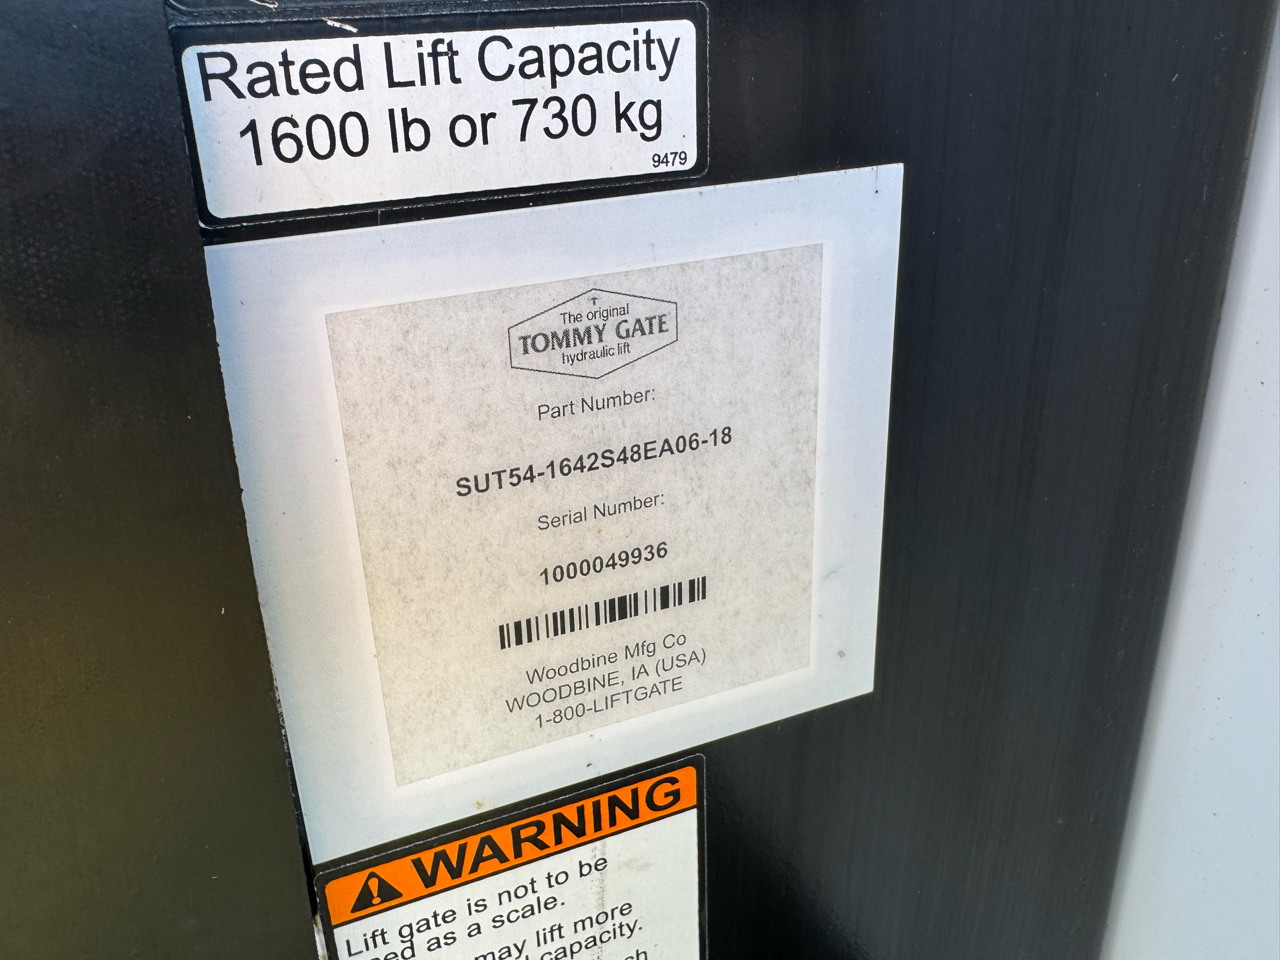 Rated Lift Capacity
1600 lb or 730 kg
9479
The original
TOMMY GATE
hydraulic lift
Part Number:
SUT54-1642S48EA06-18
Serial Number:
1000049936
Woodbine Mfg Co
WOODBINE, IA (USA)
1-800-LIFTGATE
WARNING
Lift gate is not to be
as a scale.
may lift more
capacity.